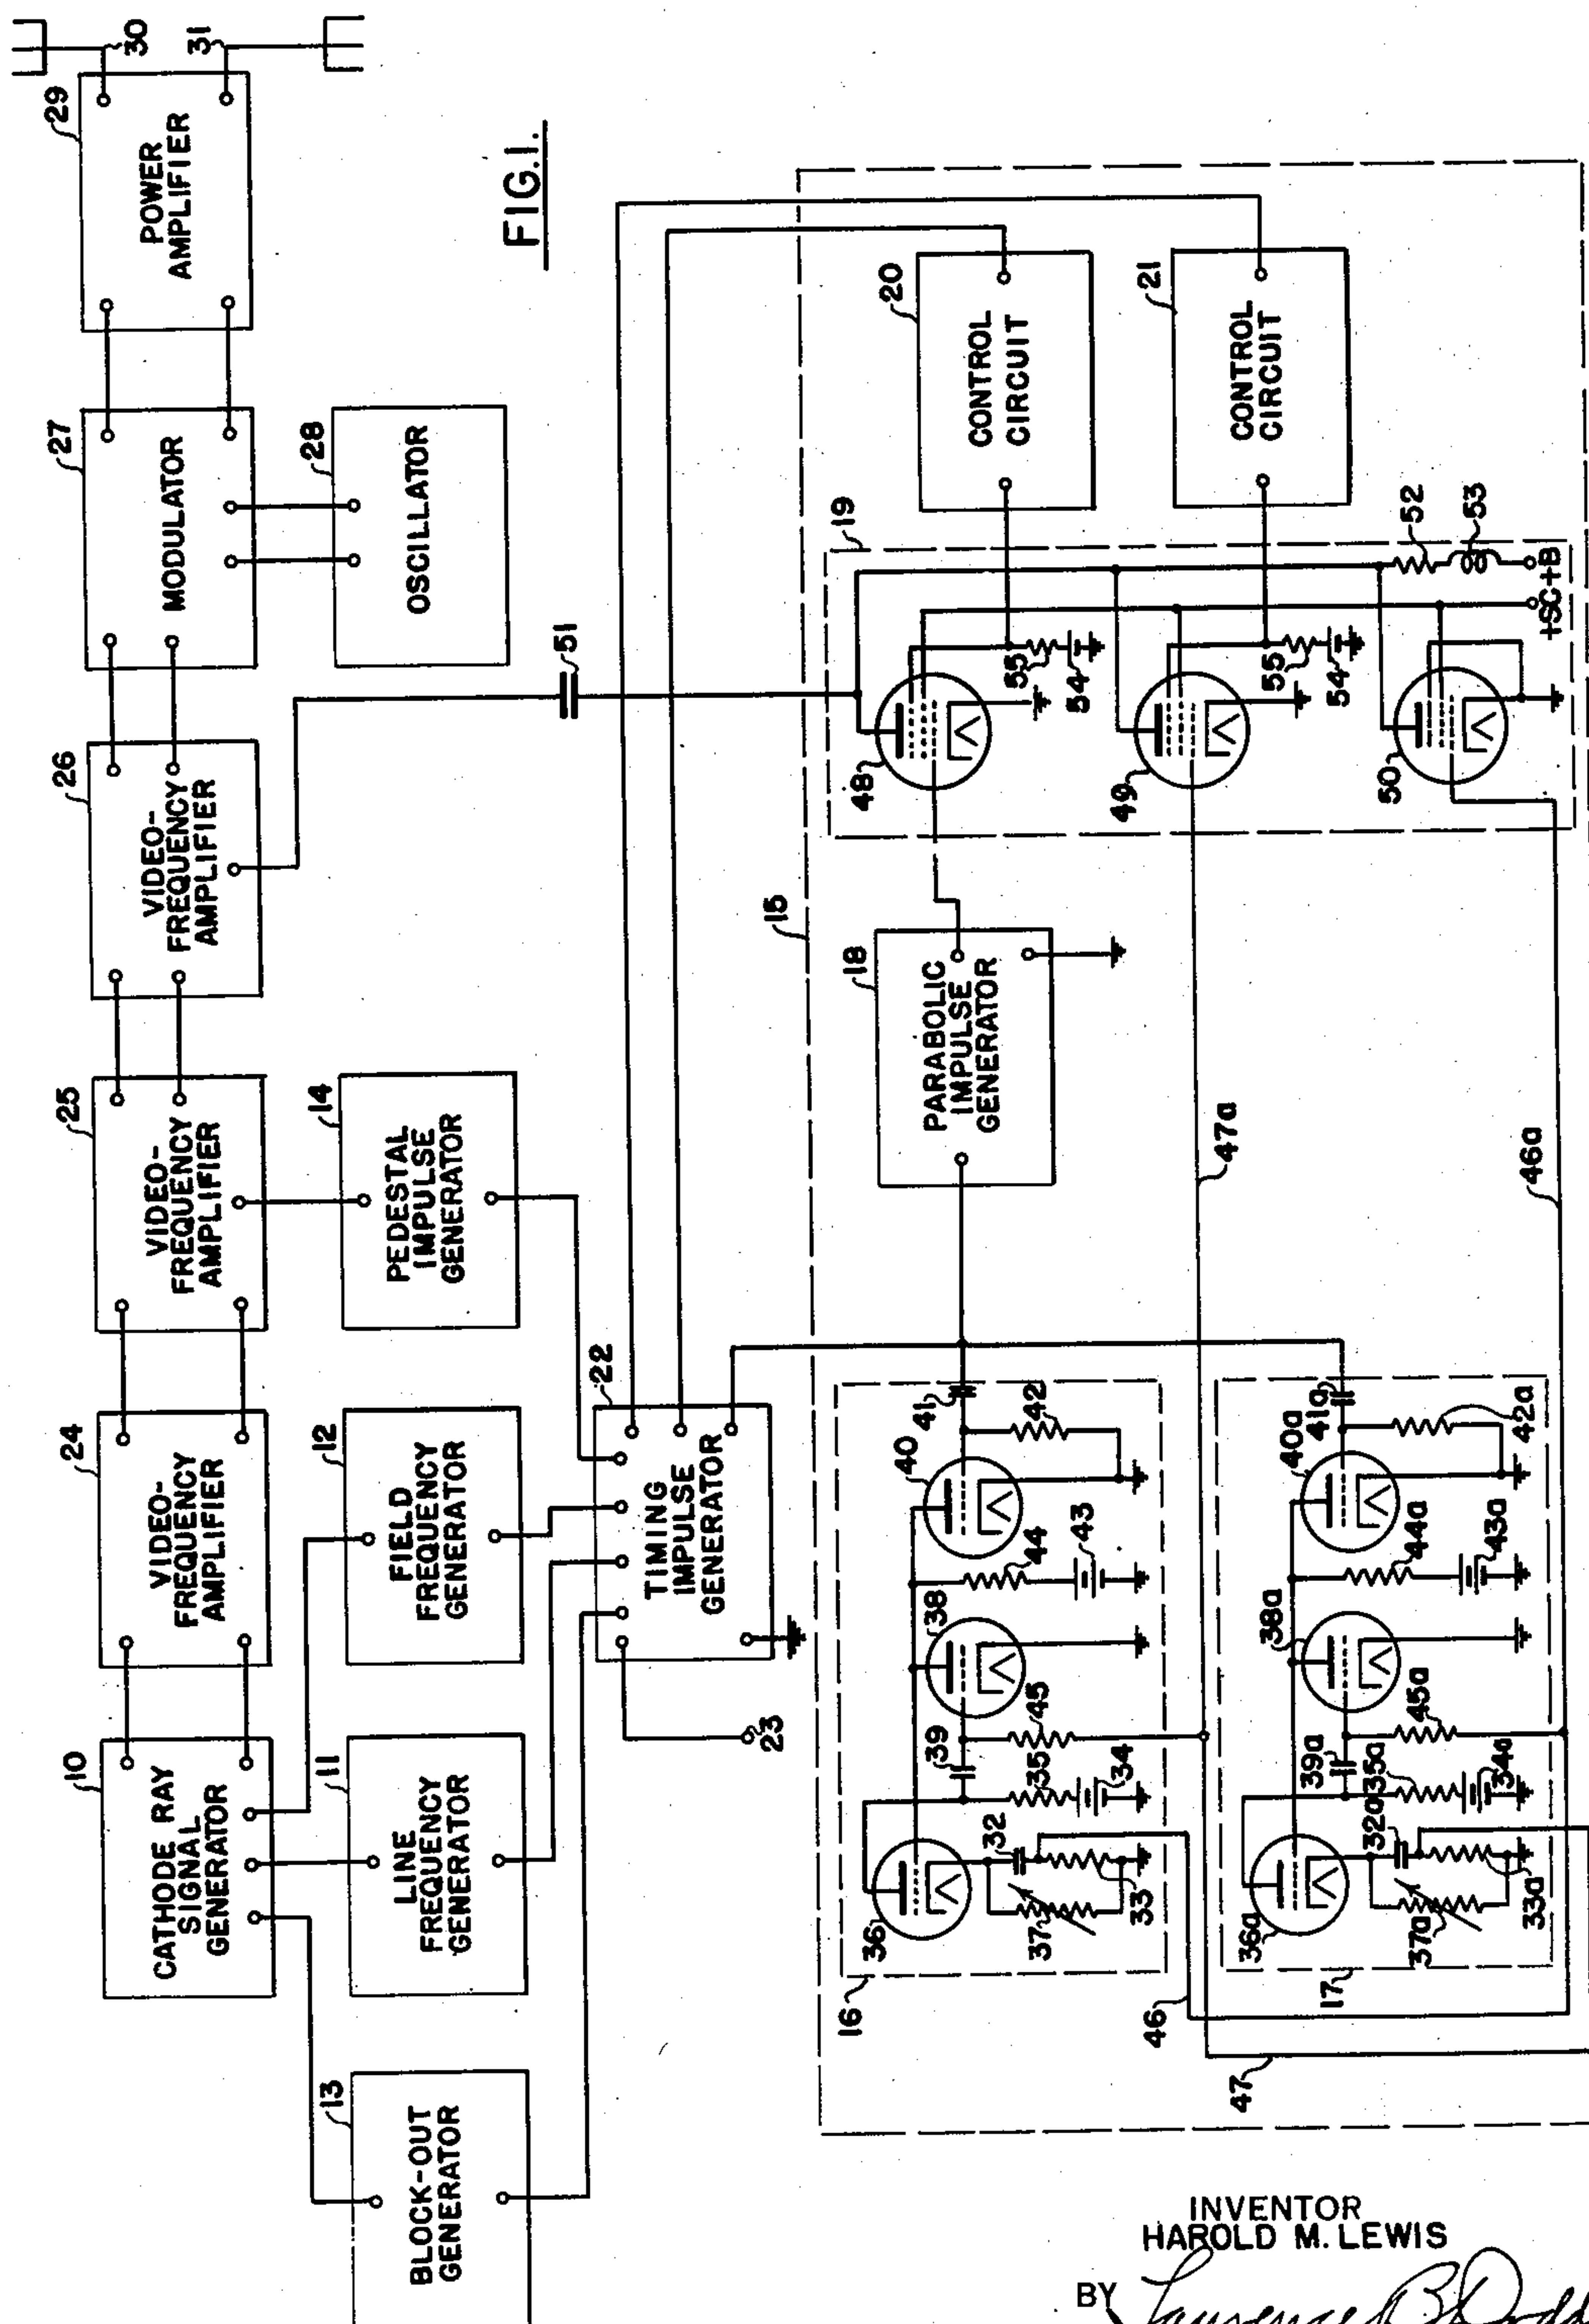 FIG.1.
10
CATHODE RAY
SIGNAL
GENERATOR
24
VIDEO-
FREQUENCY
AMPLIFIER
25
VIDEO-
FREQUENCY
AMPLIFIER
26
VIDEO-
FREQUENCY
AMPLIFIER
27
MODULATOR
29
POWER
AMPLIFIER
30
31
13
BLOCK-OUT
GENERATOR
11
LINE
FREQUENCY
GENERATOR
12
FIELD
FREQUENCY
GENERATOR
14
PEDESTAL
IMPULSE
GENERATOR
28
OSCILLATOR
22
TIMING
IMPULSE
GENERATOR
23
51
15
16
36
37
33
32
35
34
39
45
38
44
43
40
41
42
18
PARABOLIC
IMPULSE
GENERATOR
19
48
55
54
20
CONTROL
CIRCUIT
49
55
54
21
CONTROL
CIRCUIT
50
52
53
+SC
+B
46
47
47a
46a
17
36a
37a
33a
32a
35a
34a
39a
45a
38a
44a
43a
40a
41a
42a
INVENTOR
HAROLD M. LEWIS
BY